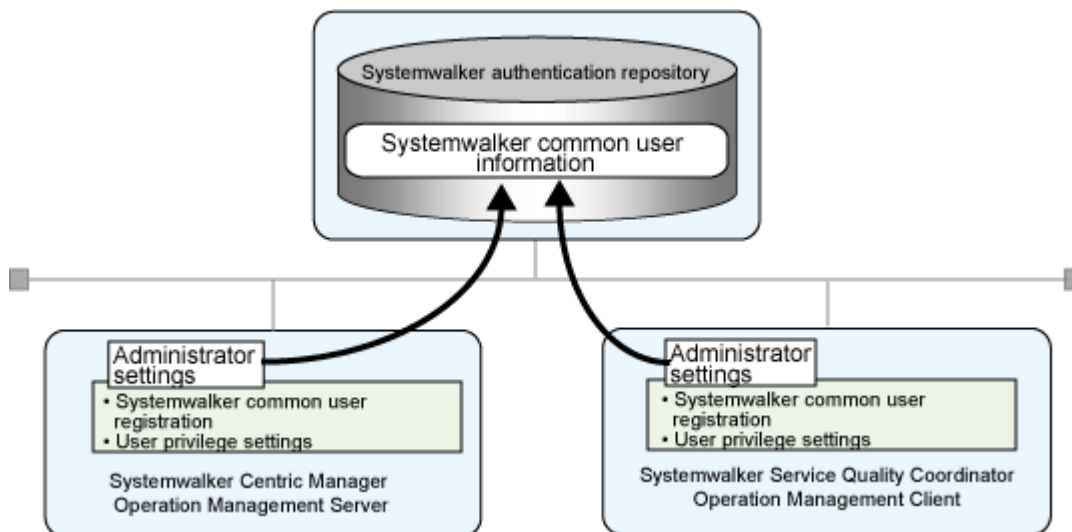 Systemwalker authentication repository
Systemwalker common user
information
Administrator
settings
• Systemwalker common user
registration
• User privilege settings
Systemwalker Centric Manager
Operation Management Server
Administrator
settings
• Systemwalker common user
registration
• User privilege settings
Systemwalker Service Quality Coordinator
Operation Management Client